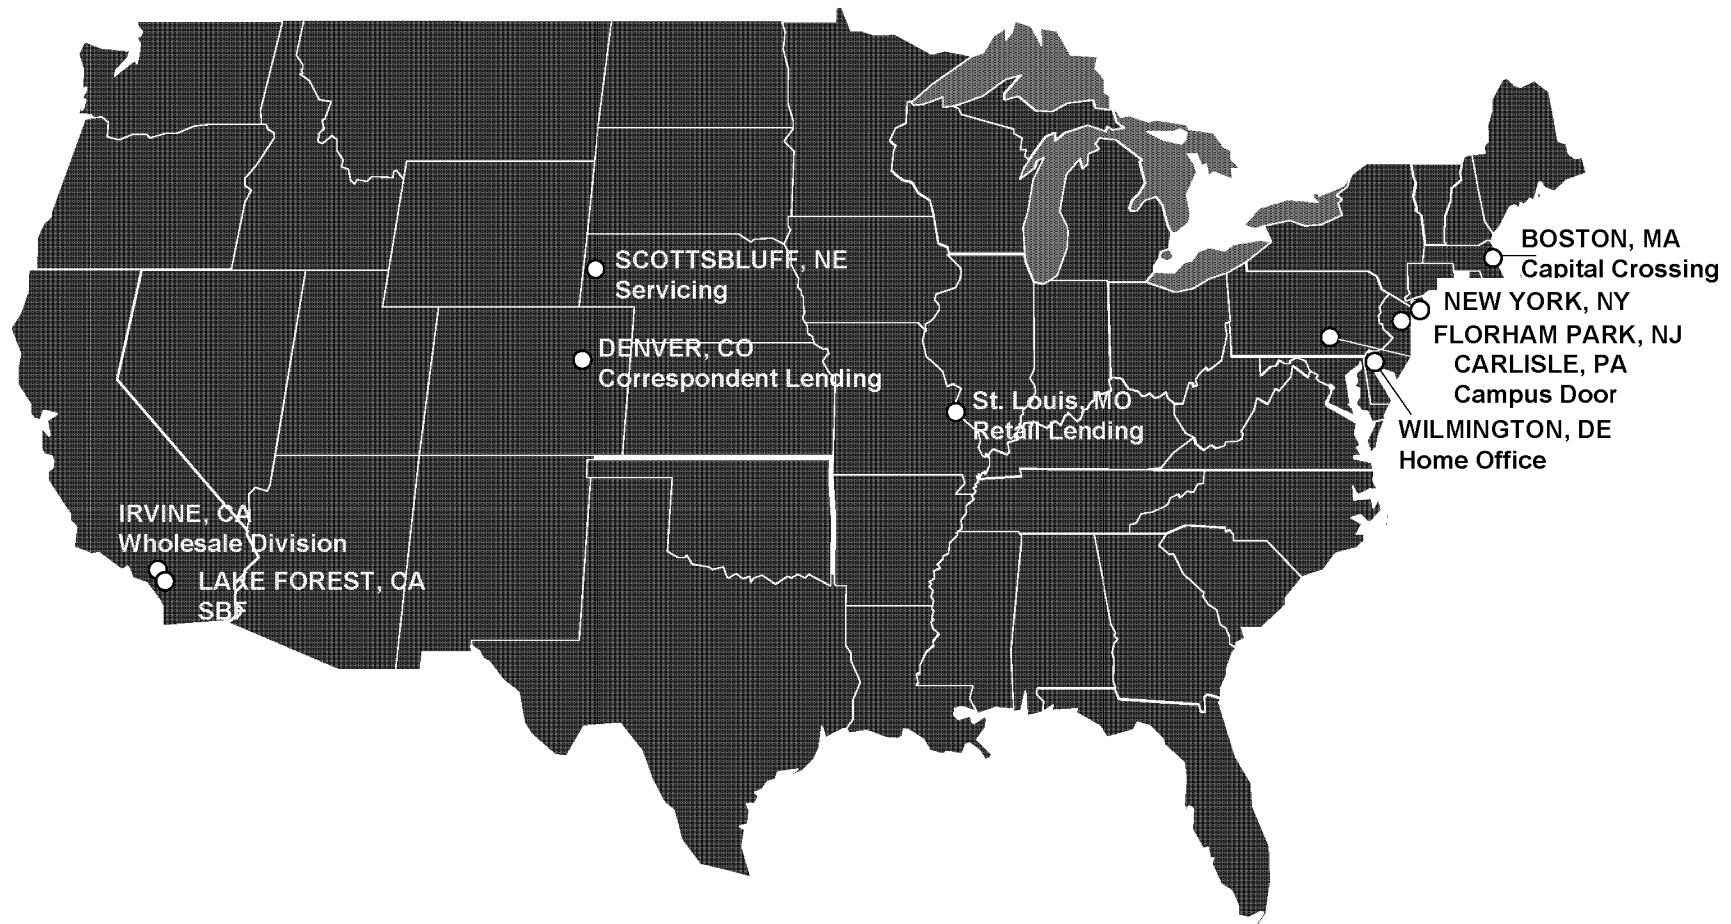 BOSTON, MA
Capital Crossing
SCOTTSBLUFF, NE
Servicing
NEW YORK, NY
FLORHAM PARK, NJ
DENVER, CO
Correspondent Lending
CARLISLE, PA
Campus Door
St. Louis, MO
Retail Lending
WILMINGTON, DE
Home Office
IRVINE, CA
Wholesale Division
LAKE FOREST, CA
SBF